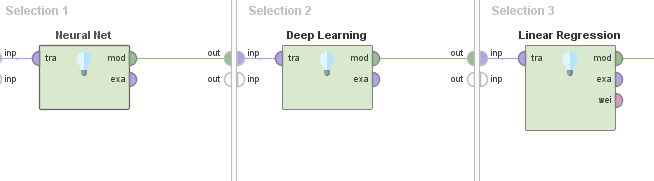 Selection 1
Neural Net
inp
tra
mod
out
inp
exa
out
Selection 2
Deep Learning
inp
tra
mod
out
inp
exa
out
Selection 3
Linear Regression
inp
tra
mod
inp
exa
wei